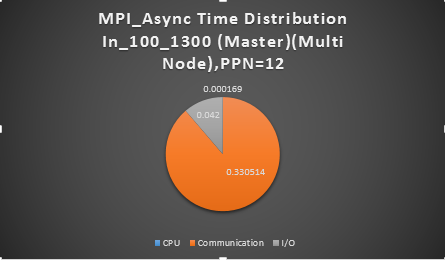 MPI_Async Time Distribution
In_100_1300 (Master)(Multi
Node),PPN=12
0.000169
0.042
0.330514
CPU Communication I/O